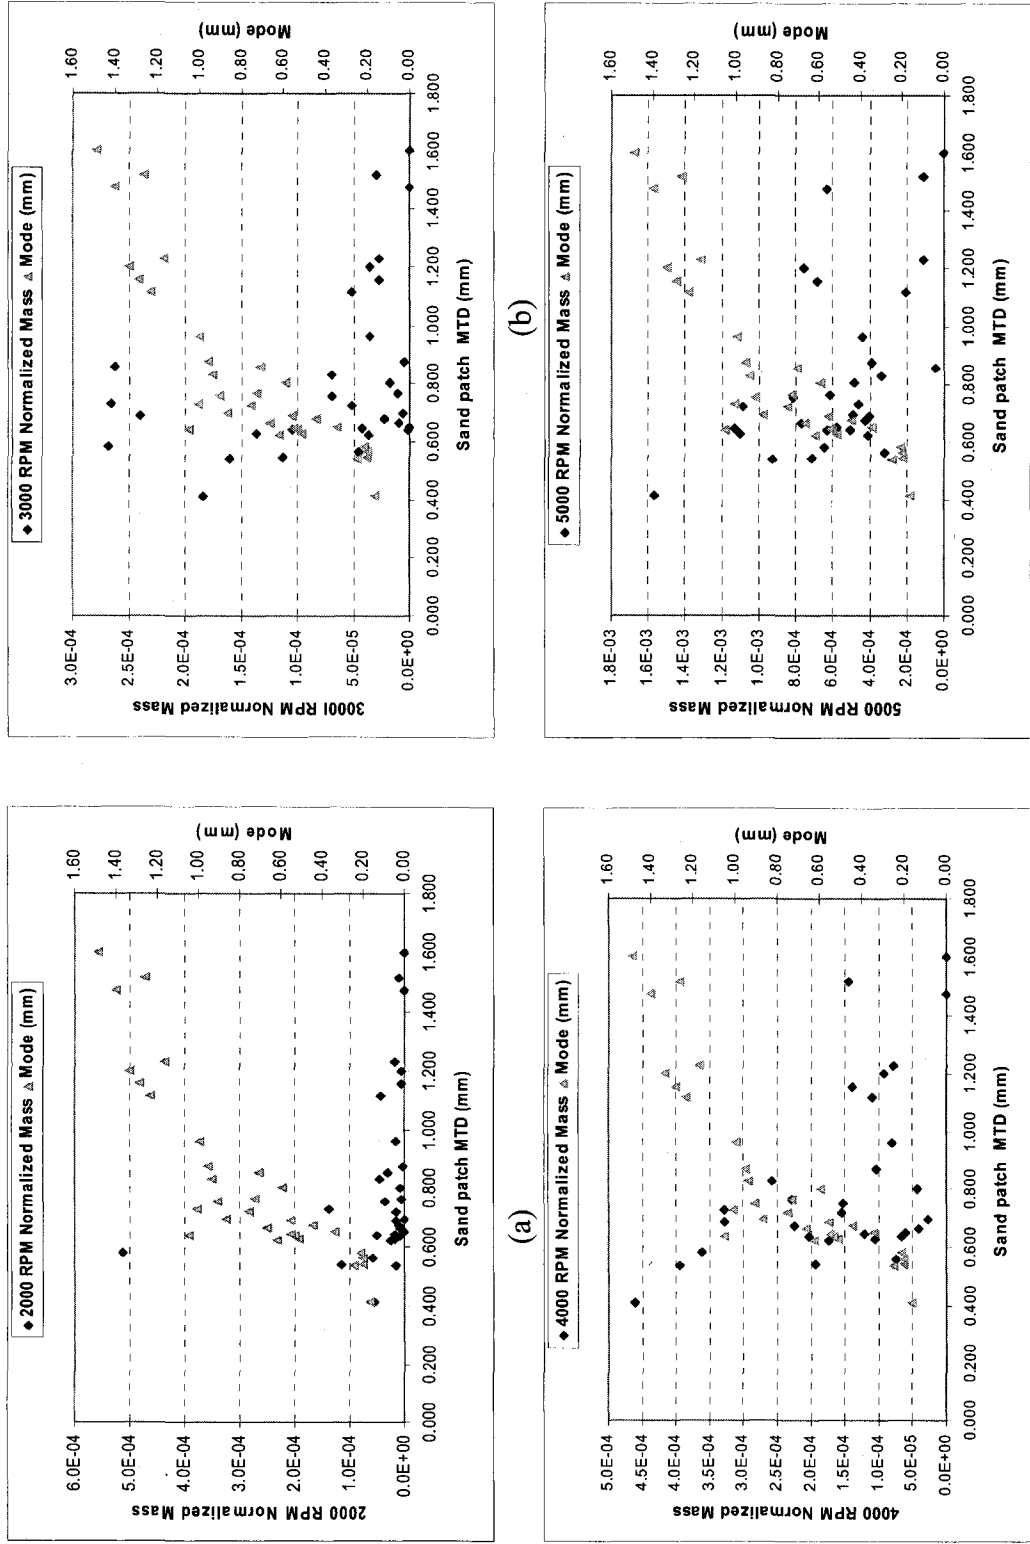 ◆ 2000 RPM Normalized Mass ▲ Mode (mm)
6.0E-04
5.0E-04
4.0E-04
3.0E-04
2.0E-04
1.0E-04
0.0E+00
2000 RPM Normalized Mass
1.60
1.40
1.20
1.00
0.80
0.60
0.40
0.20
0.00
Mode (mm)
0.000 0.200 0.400 0.600 0.800 1.000 1.200 1.400 1.600 1.800
Sand patch MTD (mm)
(a)
◆ 3000 RPM Normalized Mass ▲ Mode (mm)
3.0E-04
2.5E-04
2.0E-04
1.5E-04
1.0E-04
5.0E-05
0.0E+00
3000l RPM Normalized Mass
1.60
1.40
1.20
1.00
0.80
0.60
0.40
0.20
0.00
Mode (mm)
0.000 0.200 0.400 0.600 0.800 1.000 1.200 1.400 1.600 1.800
Sand patch MTD (mm)
(b)
◆ 4000 RPM Normalized Mass ▲ Mode (mm)
5.0E-04
4.5E-04
4.0E-04
3.5E-04
3.0E-04
2.5E-04
2.0E-04
1.5E-04
1.0E-04
5.0E-05
0.0E+00
4000 RPM Normalized Mass
1.60
1.40
1.20
1.00
0.80
0.60
0.40
0.20
0.00
Mode (mm)
0.000 0.200 0.400 0.600 0.800 1.000 1.200 1.400 1.600 1.800
Sand patch MTD (mm)
◆ 5000 RPM Normalized Mass ▲ Mode (mm)
1.8E-03
1.6E-03
1.4E-03
1.2E-03
1.0E-03
8.0E-04
6.0E-04
4.0E-04
2.0E-04
0.0E+00
5000 RPM Normalized Mass
1.60
1.40
1.20
1.00
0.80
0.60
0.40
0.20
0.00
Mode (mm)
0.000 0.200 0.400 0.600 0.800 1.000 1.200 1.400 1.600 1.800
Sand patch MTD (mm)